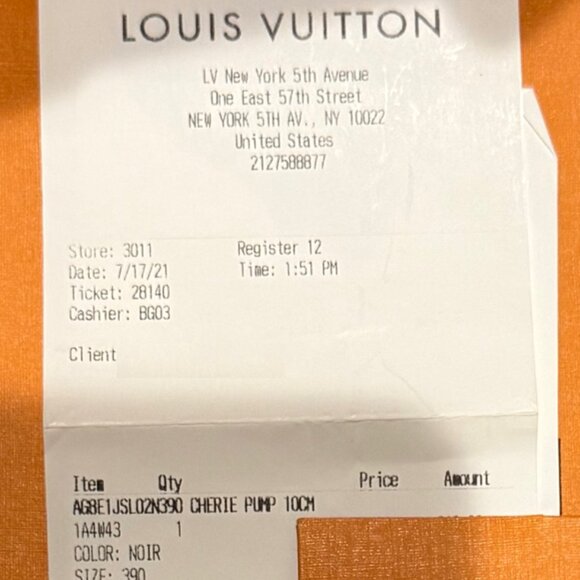 LOUIS VUITTON
LV New York 5th Avenue
One East 57th Street
NEW YORK 5TH AV., NY 10022
United States
2127588877
Store: 3011 Register 12
Date: 7/17/21 Time: 1:51 PM
Ticket: 28140
Cashier: BG03
Client
Item Qty Price Amount
AG8E1JSL02N390 CHERIE PUMP 10CM
1A4W43 1
COLOR: NOIR
SIZE: 390